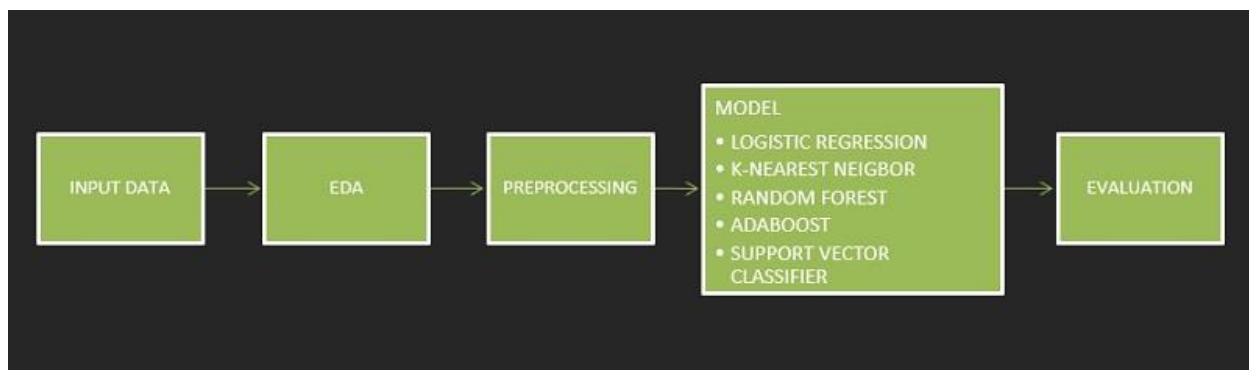 INPUT DATA
EDA
PREPROCESSING
MODEL
• LOGISTIC REGRESSION
• K-NEAREST NEIGBOR
• RANDOM FOREST
• ADABOOST
• SUPPORT VECTOR
CLASSIFIER
EVALUATION